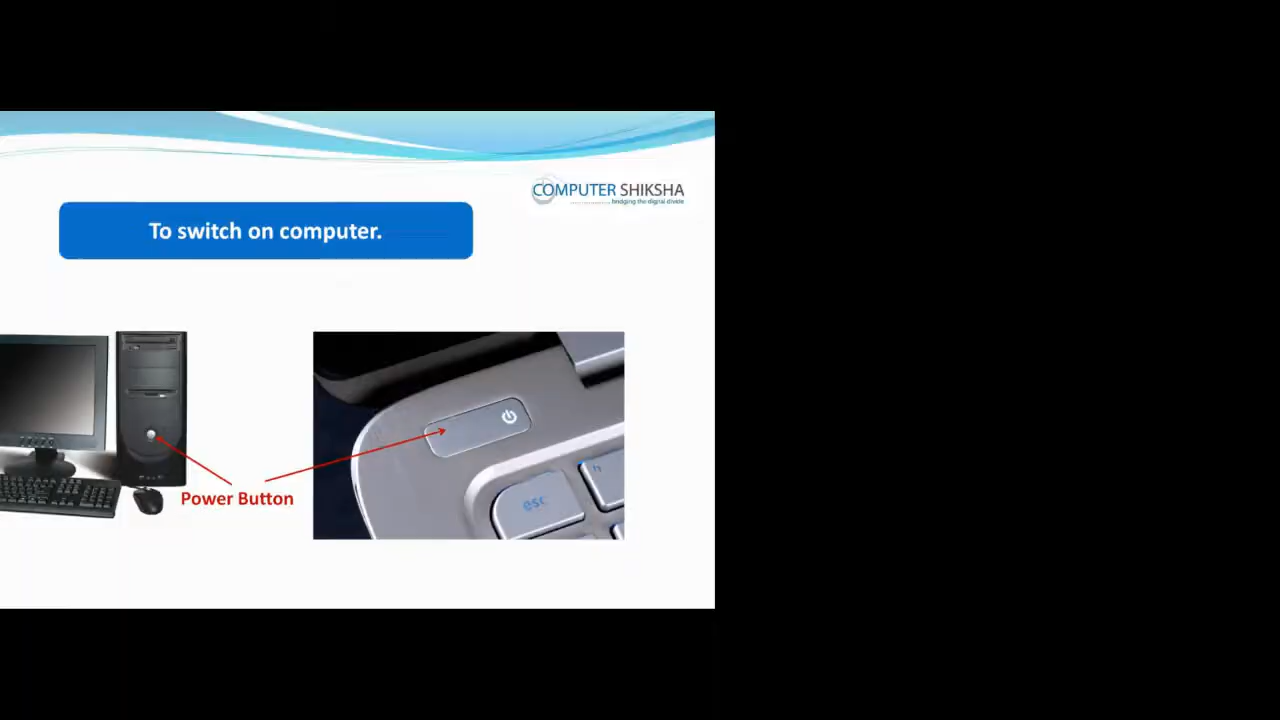 COMPUTER SHIKSHA
bridging the digital divide
To switch on computer.
Power Button
esc